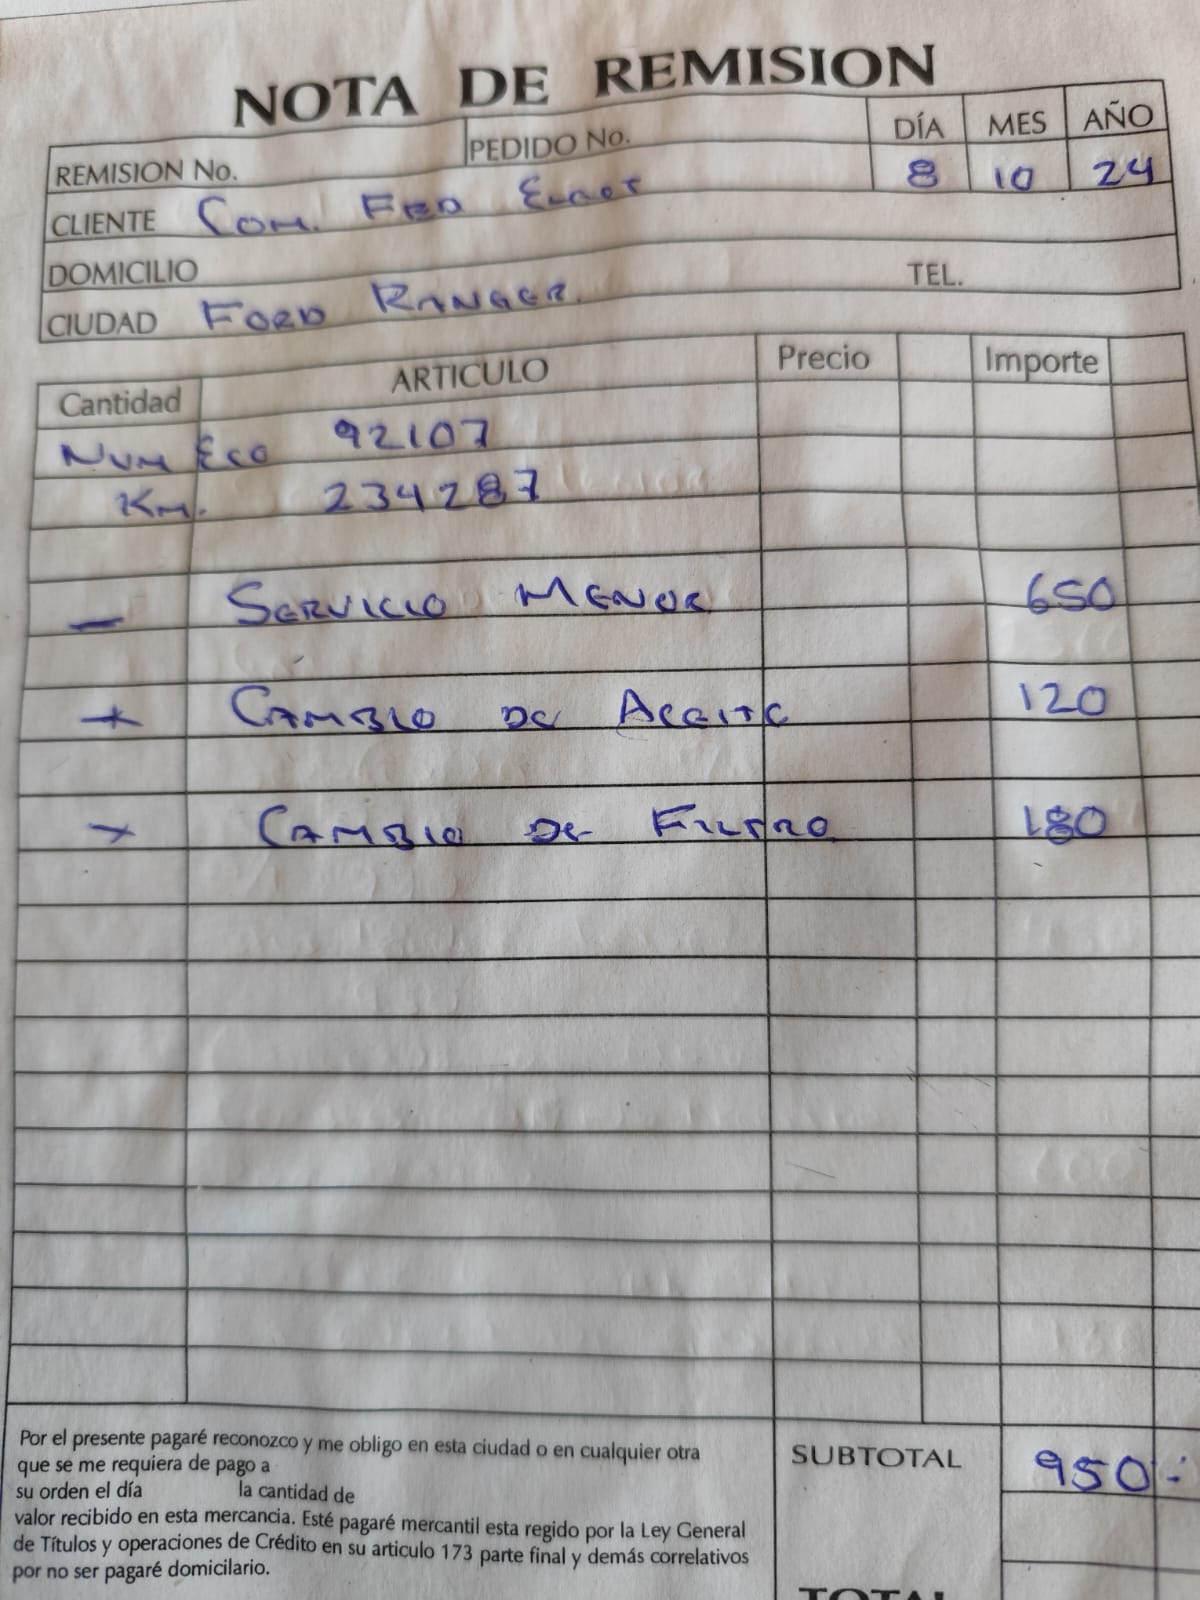 NOTA DE REMISION
REMISION No. PEDIDO No. DÍA MES AÑO
8 10 24
CLIENTE Com. Fed Elect
DOMICILIO TEL.
CIUDAD FORD RANGER.
Cantidad ARTICULO Precio Importe
Num Eco 92107
Km. 234287
- SERVICIO MENOR 650
+ CAMBIO DE ACEITE 120
+ CAMBIO DE FILTRO 180
Por el presente pagaré reconozco y me obligo en esta ciudad o en cualquier otra
que se me requiera de pago a
su orden el día la cantidad de
valor recibido en esta mercancia. Esté pagaré mercantil esta regido por la Ley General
de Títulos y operaciones de Crédito en su articulo 173 parte final y demás correlativos
por no ser pagaré domicilario.
SUBTOTAL 950.-
TOTAL